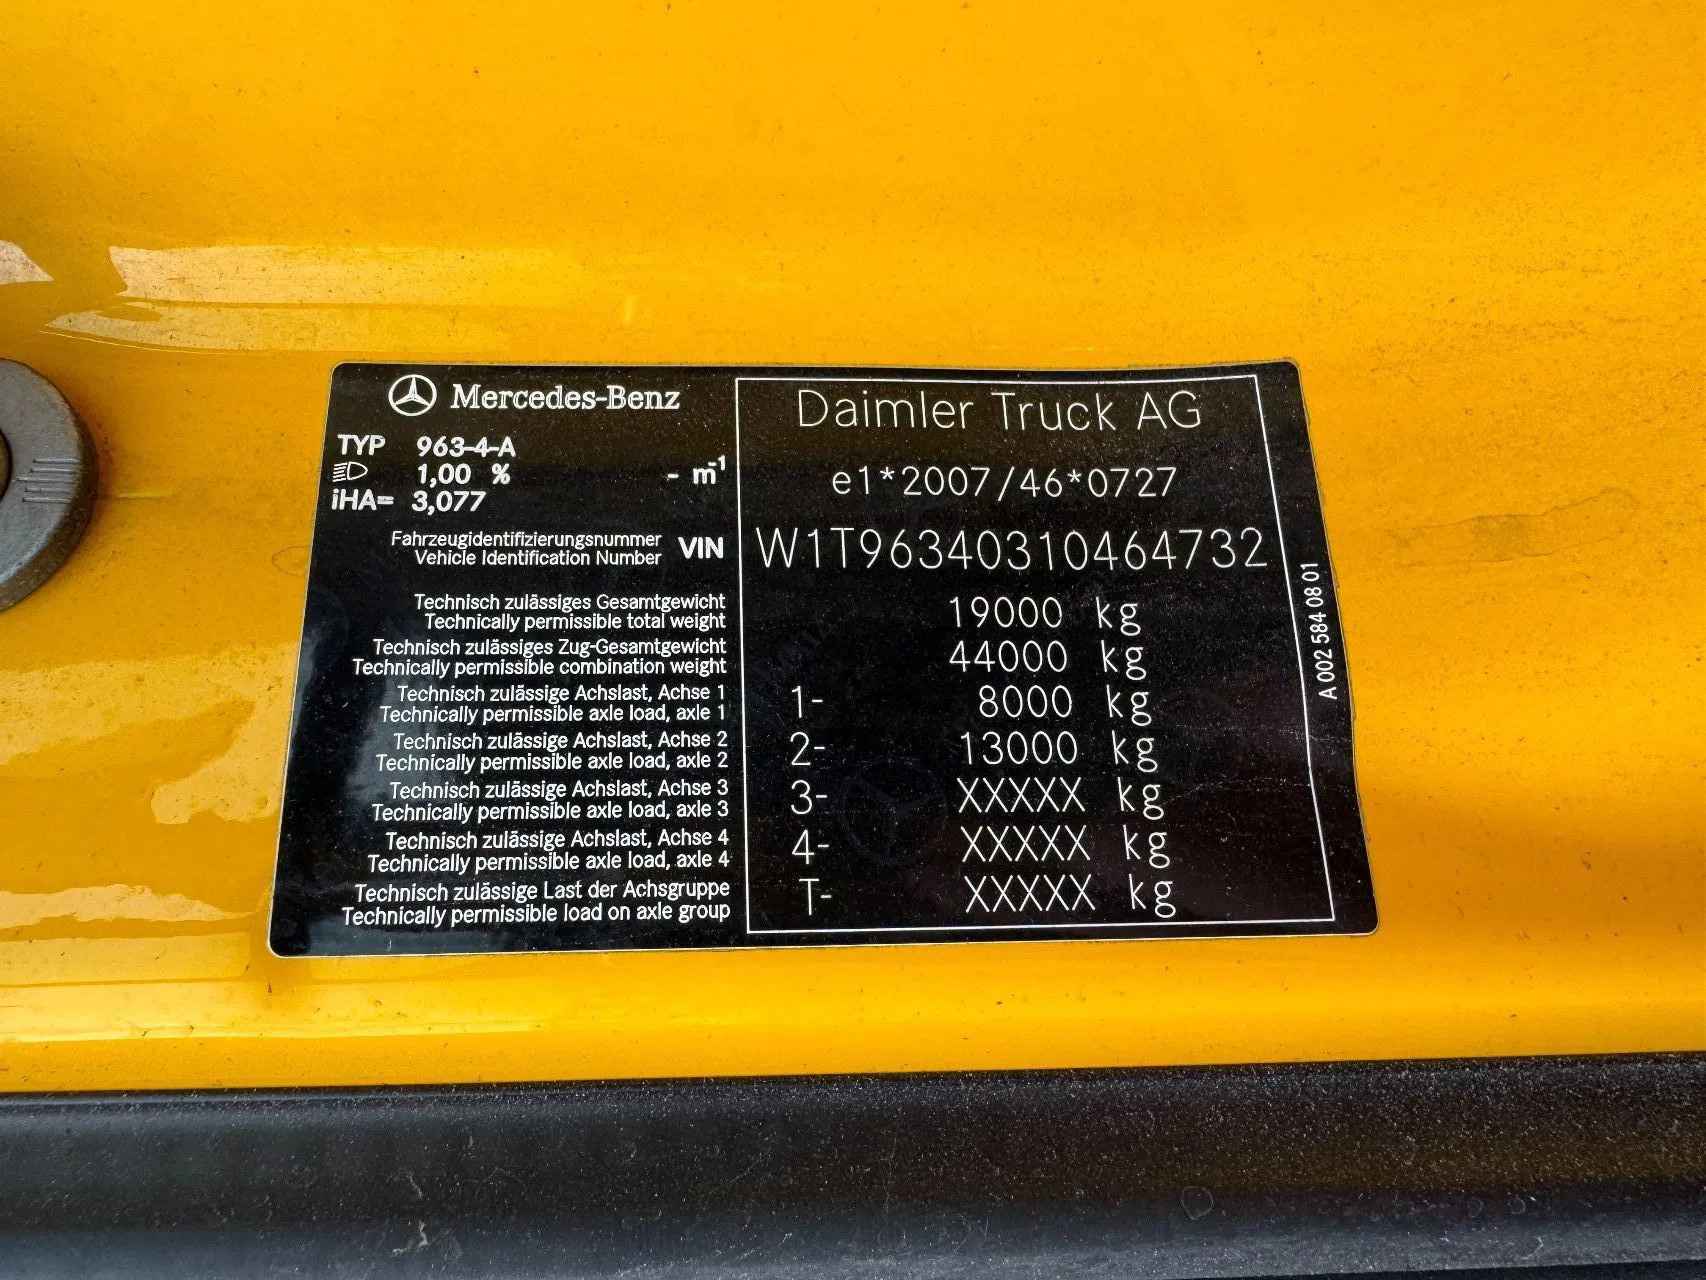 Mercedes-Benz
TYP 963-4-A
1,00 % - m-1
iHA= 3,077
Daimler Truck AG
e1*2007/46*0727
Fahrzeugidentifizierungsnummer
Vehicle Identification Number
VIN W1T96340310464732
Technisch zulässiges Gesamtgewicht
Technically permissible total weight
19000 kg
Technisch zulässiges Zug-Gesamtgewicht
Technically permissible combination weight
44000 kg
Technisch zulässige Achslast, Achse 1
Technically permissible axle load, axle 1
1- 8000 kg
Technisch zulässige Achslast, Achse 2
Technically permissible axle load, axle 2
2- 13000 kg
Technisch zulässige Achslast, Achse 3
Technically permissible axle load, axle 3
3- XXXXX kg
Technisch zulässige Achslast, Achse 4
Technically permissible axle load, axle 4
4- XXXXX kg
Technisch zulässige Last der Achsgruppe
Technically permissible load on axle group
T- XXXXX kg
A 002 584 08 01